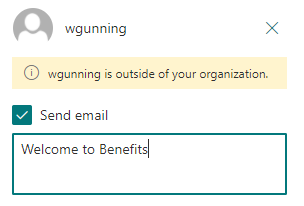 wgunning
wgunning is outside of your organization.
Send email
Welcome to Benefits